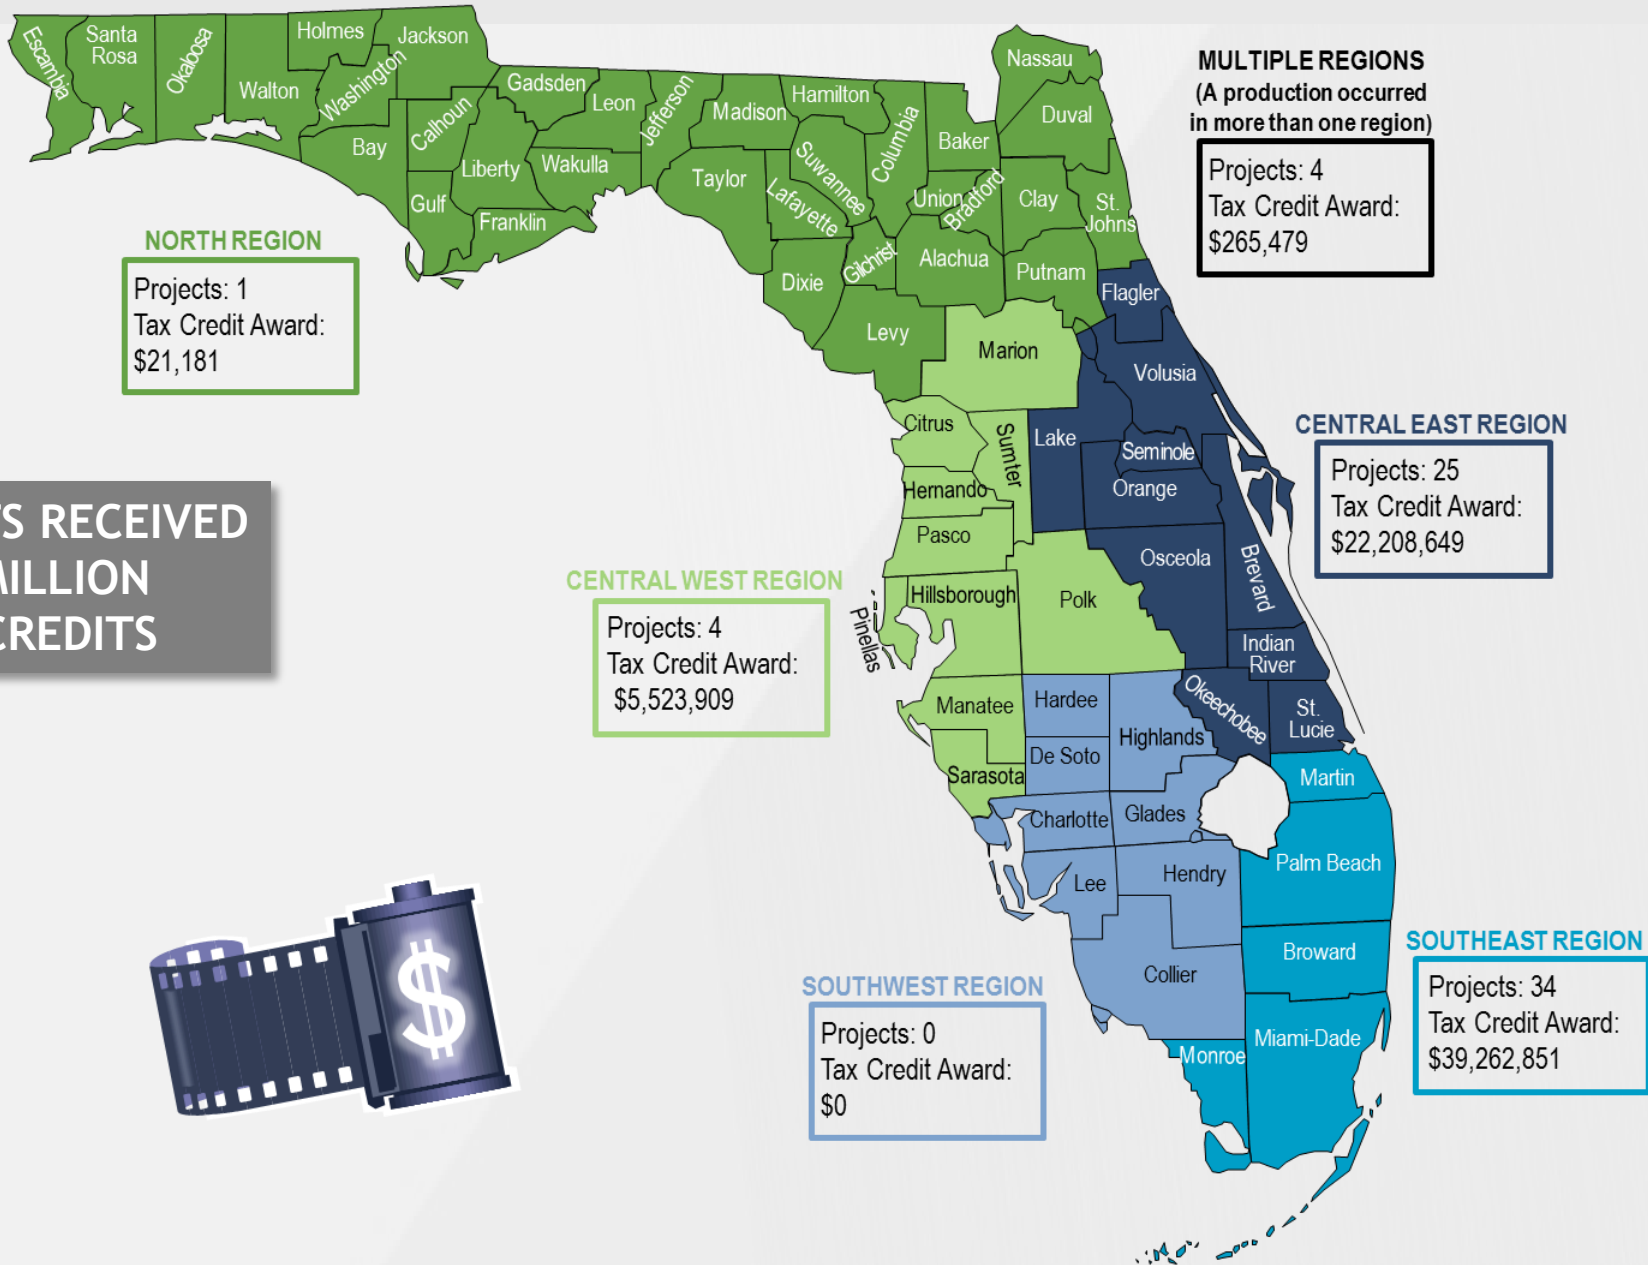 Escambia
Santa
Rosa
Okaloosa
Walton
Holmes
Washington
Jackson
Bay
Calhoun
Gulf
Liberty
Gadsden
Franklin
Leon
Wakulla
Jefferson
Madison
Taylor
Hamilton
Suwannee
Lafayette
Columbia
Dixie
Gilchrist
Levy
Baker
Union
Bradford
Alachua
Nassau
Duval
Clay
St.
Johns
Putnam
Flagler
Marion
Volusia
Citrus
Sumter
Lake
Seminole
Orange
Hernando
Pasco
Hillsborough
Pinellas
Polk
Osceola
Brevard
Indian
River
Manatee
Hardee
Highlands
Okeechobee
St.
Lucie
Sarasota
De Soto
Charlotte
Glades
Martin
Lee
Hendry
Palm Beach
Collier
Broward
Monroe
Miami-Dade
MULTIPLE REGIONS
(A production occurred
in more than one region)
Projects: 4
Tax Credit Award:
$265,479
NORTH REGION
Projects: 1
Tax Credit Award:
$21,181
CENTRAL EAST REGION
Projects: 25
Tax Credit Award:
$22,208,649
S RECEIVED
MILLION
CREDITS
CENTRAL WEST REGION
Projects: 4
Tax Credit Award:
$5,523,909
SOUTHWEST REGION
Projects: 0
Tax Credit Award:
$0
SOUTHEAST REGION
Projects: 34
Tax Credit Award:
$39,262,851
$